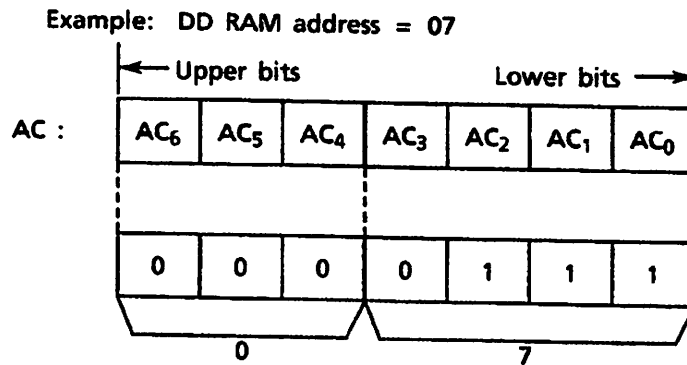 Example: DD RAM address = 07
Upper bits Lower bits
AC : AC₆ AC₅ AC₄ AC₃ AC₂ AC₁ AC₀
0 0 0 0 1 1 1
0 7